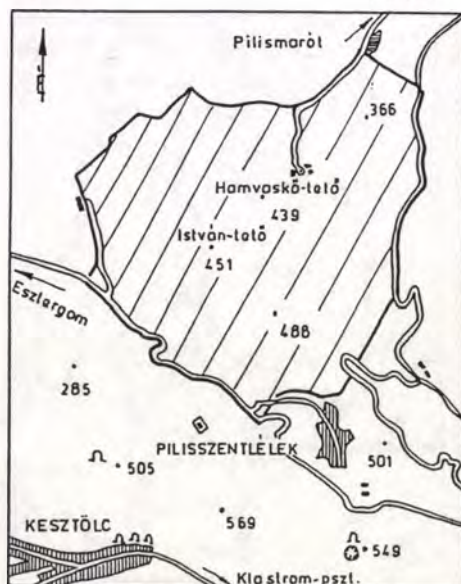 Pilismarót
É
366
Hamvaskő-tető
439
István-tető
451
Esztergom
488
285
PILISSZENTLÉLEK
501
505
569
KESZTÖLC
549
Klastrom-pszt.